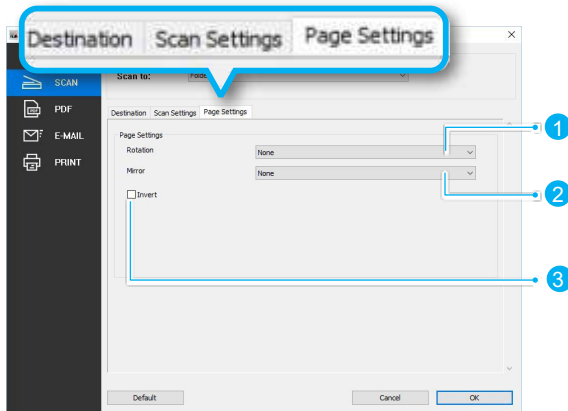 Destination Scan Settings Page Settings
SCAN
Scan to:
PDF
Destination Scan Settings Page Settings
E-MAIL
Page Settings
1
Rotation None
PRINT
Mirror None
2
Invert
3
Default Cancel OK